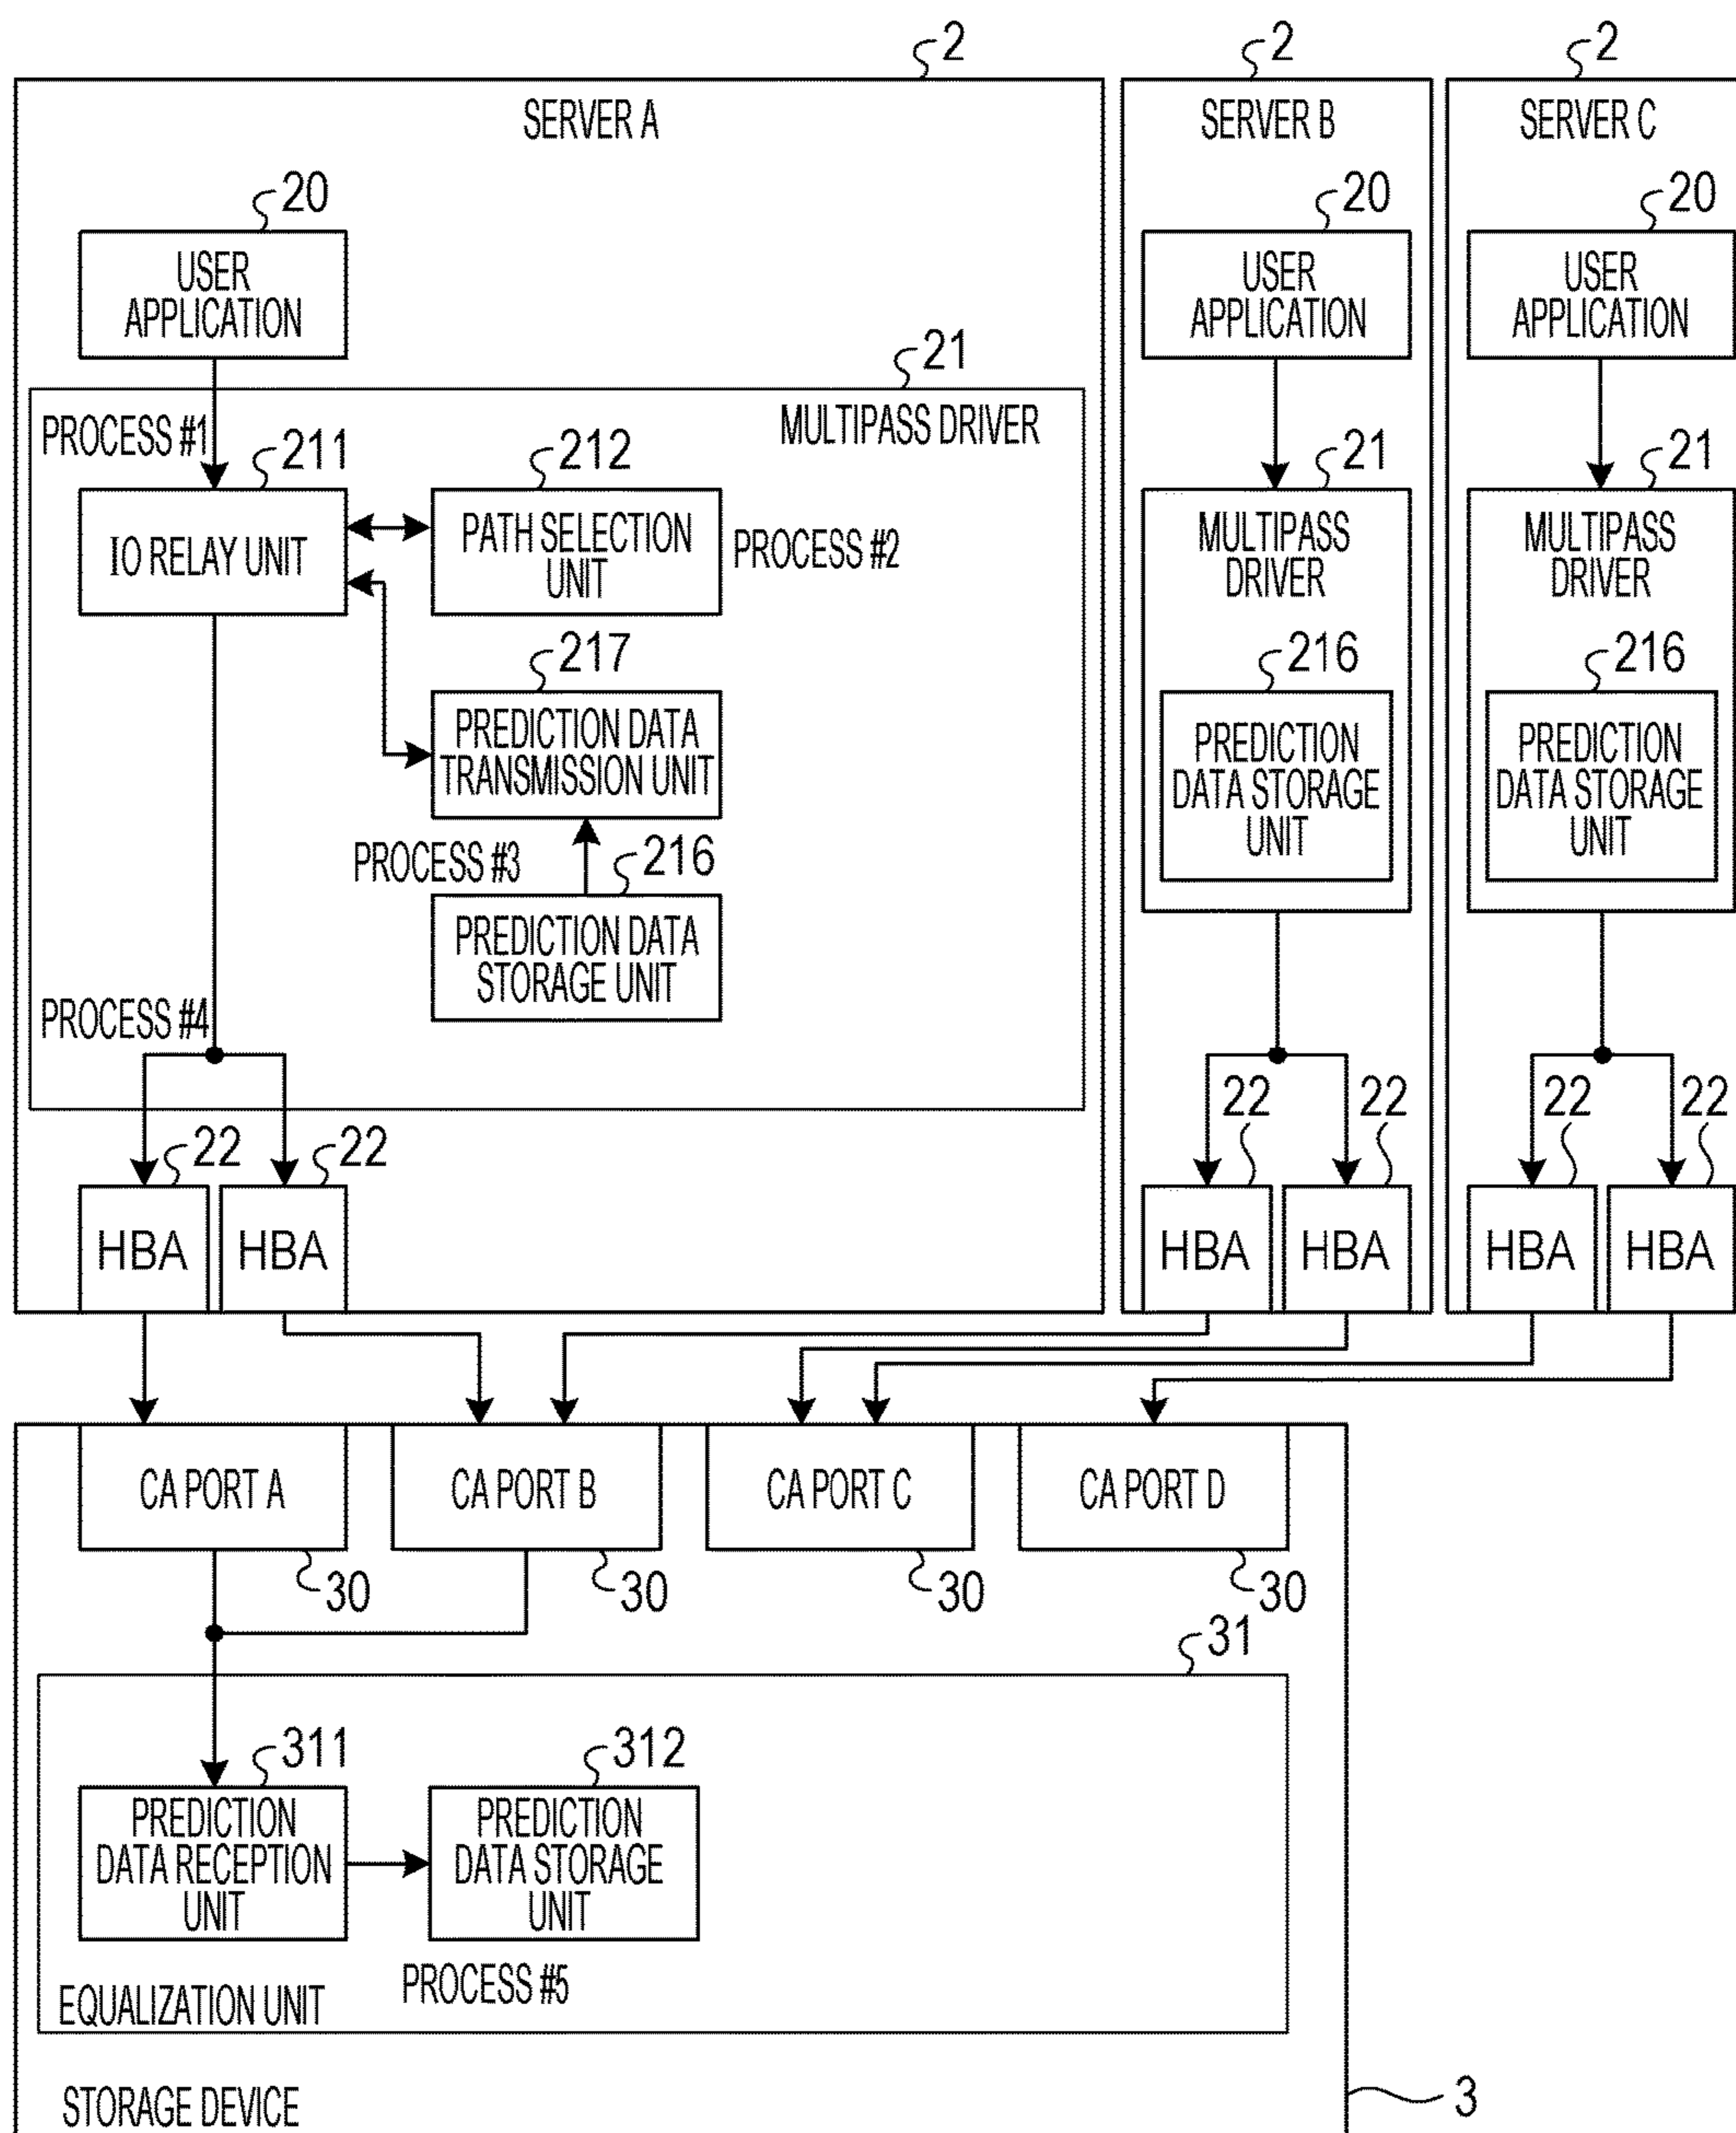 2
2
2
SERVER A
SERVER B
SERVER C
20
20
20
USER
APPLICATION
USER
APPLICATION
USER
APPLICATION
21
PROCESS #1
MULTIPASS DRIVER
211
212
21
21
IO RELAY UNIT
PATH SELECTION
UNIT
PROCESS #2
MULTIPASS
DRIVER
MULTIPASS
DRIVER
217
216
216
PREDICTION DATA
TRANSMISSION UNIT
PREDICTION
DATA STORAGE
UNIT
PREDICTION
DATA STORAGE
UNIT
PROCESS #3
216
PREDICTION DATA
STORAGE UNIT
PROCESS #4
22
22
22
22
22
22
HBA
HBA
HBA
HBA
HBA
HBA
CA PORT A
CA PORT B
CA PORT C
CA PORT D
30
30
30
30
31
311
312
PREDICTION
DATA RECEPTION
UNIT
PREDICTION
DATA STORAGE
UNIT
PROCESS #5
EQUALIZATION UNIT
STORAGE DEVICE
3